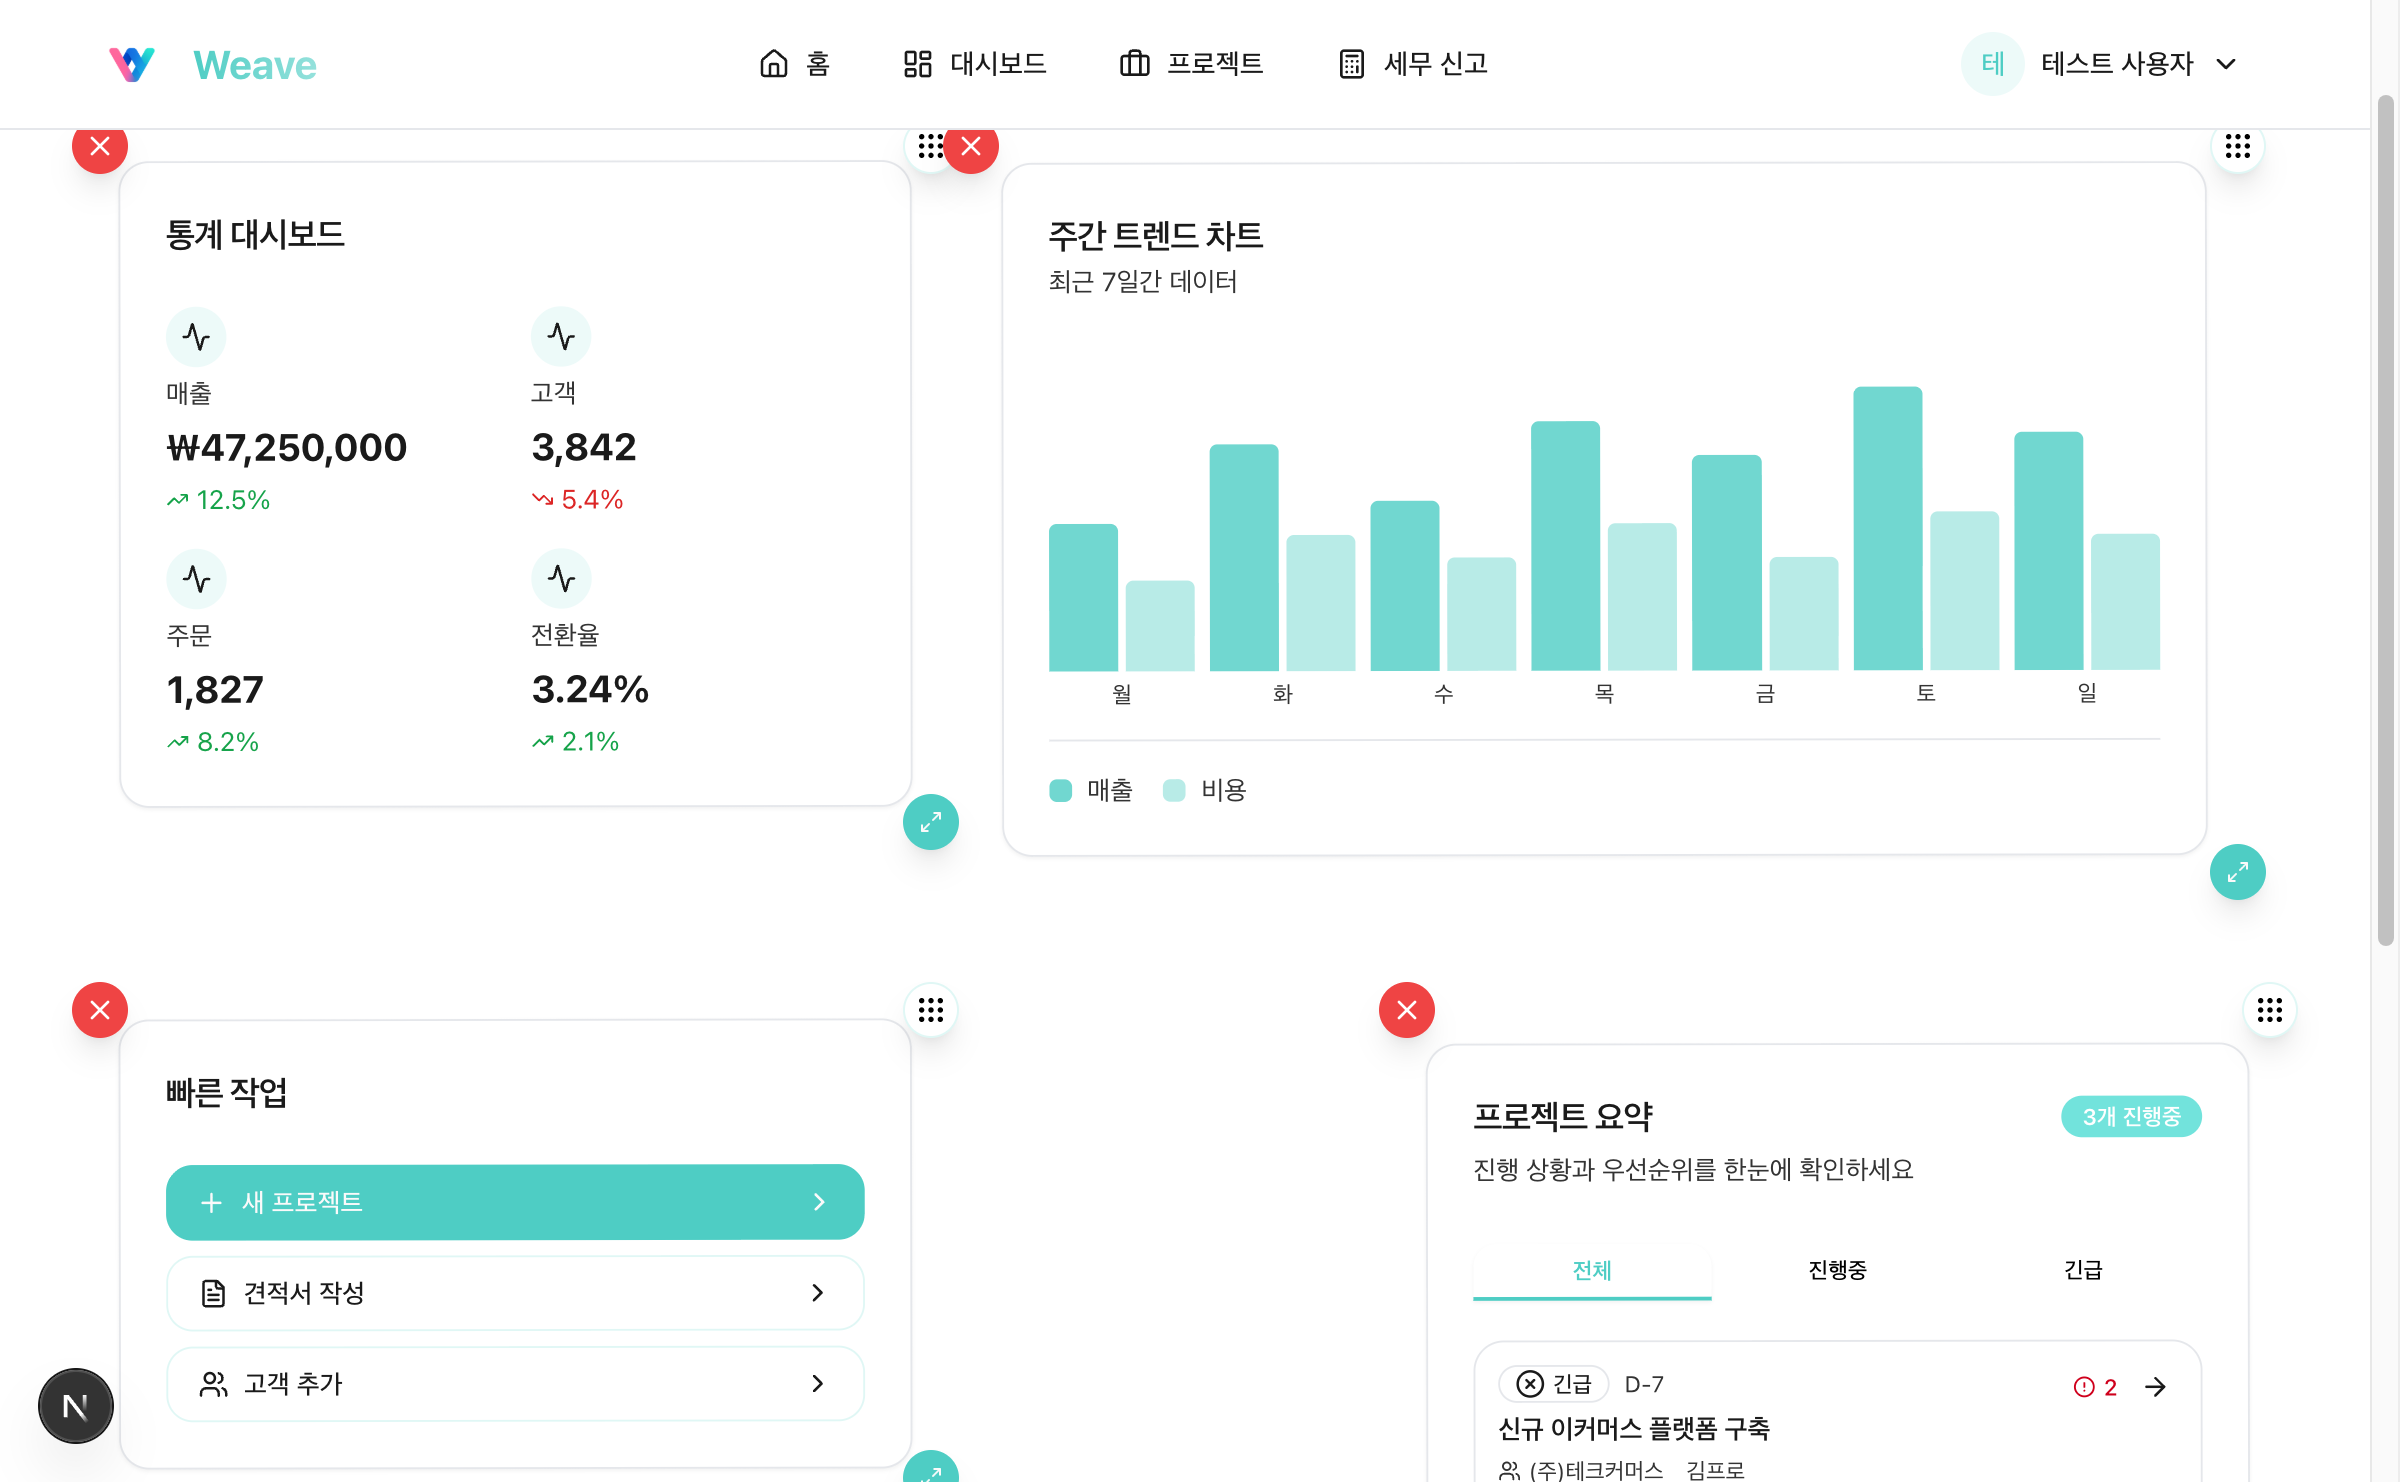 Weave
홈
대시보드
프로젝트
세무 신고
테
테스트 사용자
통계 대시보드
매출
₩47,250,000
12.5%
고객
3,842
5.4%
주문
1,827
8.2%
전환율
3.24%
2.1%
주간 트렌드 차트
최근 7일간 데이터
월 화 수 목 금 토 일
매출 비용
빠른 작업
새 프로젝트
견적서 작성
고객 추가
프로젝트 요약
3개 진행중
진행 상황과 우선순위를 한눈에 확인하세요
전체 진행중 긴급
긴급 D-7
2
신규 이커머스 플랫폼 구축
(주)테크커머스 김프로
N